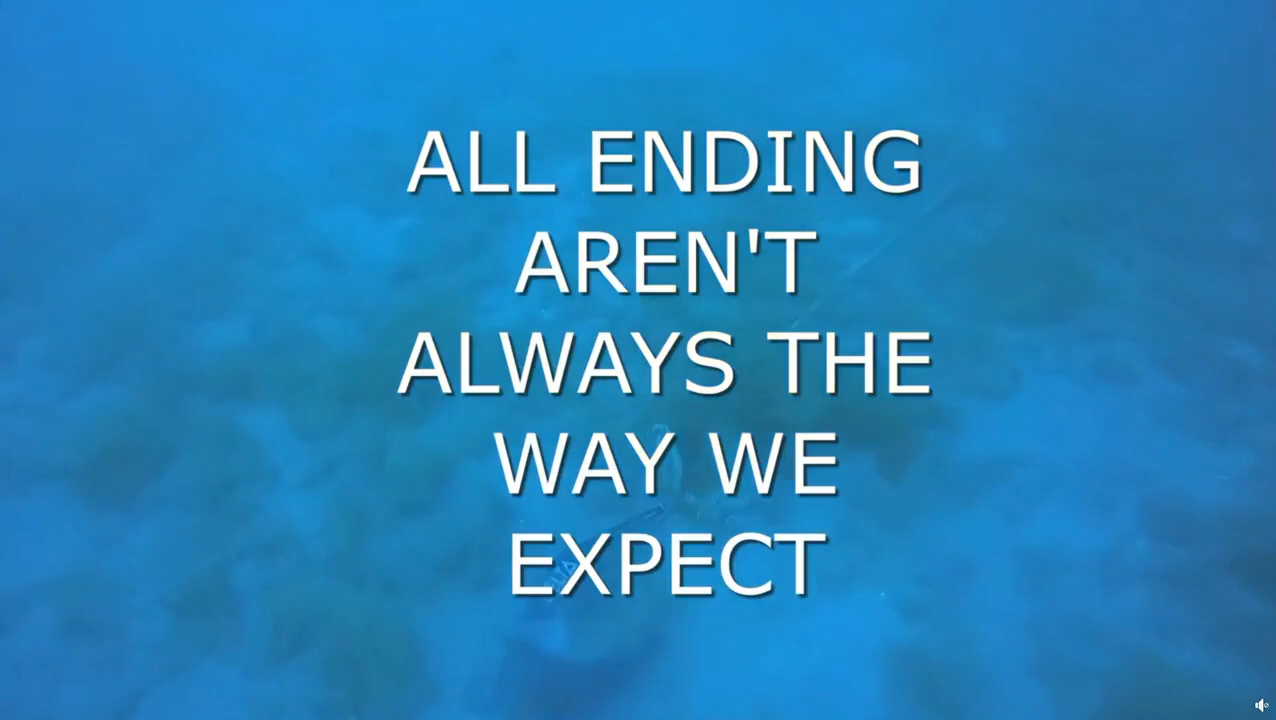 ALL ENDING
AREN'T
ALWAYS THE
WAY WE
EXPECT